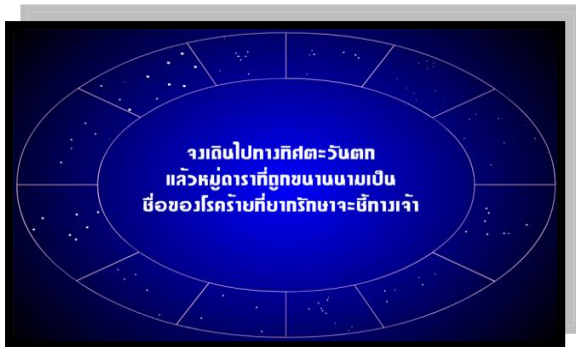 จงเดินไปทางทิศตะวันตก
แล้วหมู่ดาราที่ถูกขนานนามเป็น
ชื่อของโรคร้ายที่ยากรักษาจะชี้ทางเจ้า